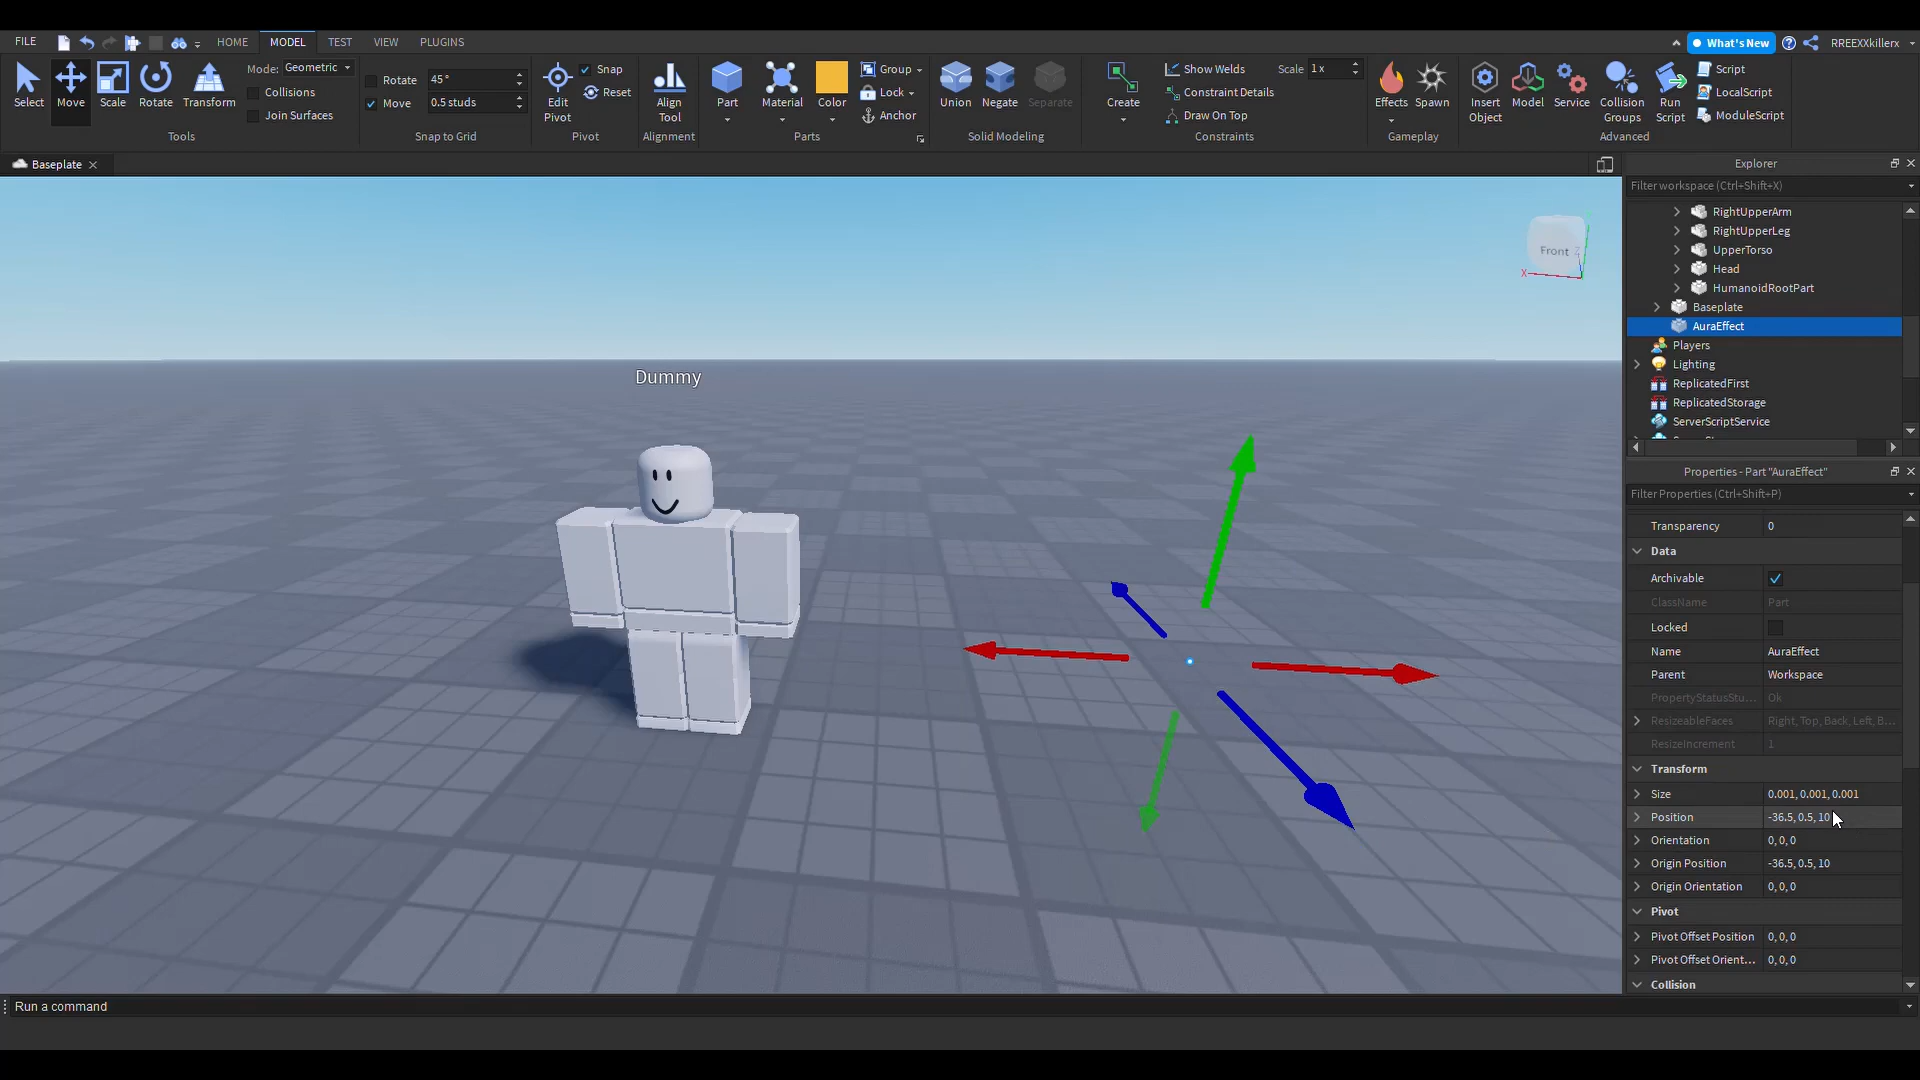 FILE HOME MODEL TEST VIEW PLUGINS What's New RREEXXkillerx
Select Move Scale Rotate Transform
Mode: Geometric
Collisions
Join Surfaces
Tools
Rotate 45°
Move 0.5 studs
Snap to Grid
Edit Pivot
Snap
Reset
Pivot
Align Tool
Alignment
Part Material Color
Group
Lock
Anchor
Parts
Union Negate Separate
Solid Modeling
Create
Show Welds
Constraint Details
Draw On Top
Scale 1 x
Constraints
Effects Spawn
Gameplay
Insert Object
Model
Service
Collision Groups
Run Script
Script
LocalScript
ModuleScript
Advanced
Baseplate
Front Z
X
Dummy
Explorer
Filter workspace (Ctrl+Shift+X)
RightUpperArm
RightUpperLeg
UpperTorso
Head
HumanoidRootPart
Baseplate
AuraEffect
Players
Lighting
ReplicatedFirst
ReplicatedStorage
ServerScriptService
Properties - Part "AuraEffect"
Filter Properties (Ctrl+Shift+P)
Transparency 0
Data
Archivable
ClassName Part
Locked
Name AuraEffect
Parent Workspace
PropertyStatusStu... Ok
ResizeableFaces Right, Top, Back, Left, B...
ResizeIncrement 1
Transform
Size 0.001, 0.001, 0.001
Position -36.5, 0.5, 10
Orientation 0, 0, 0
Origin Position -36.5, 0.5, 10
Origin Orientation 0, 0, 0
Pivot
Pivot Offset Position 0, 0, 0
Pivot Offset Orient... 0, 0, 0
Collision
Run a command